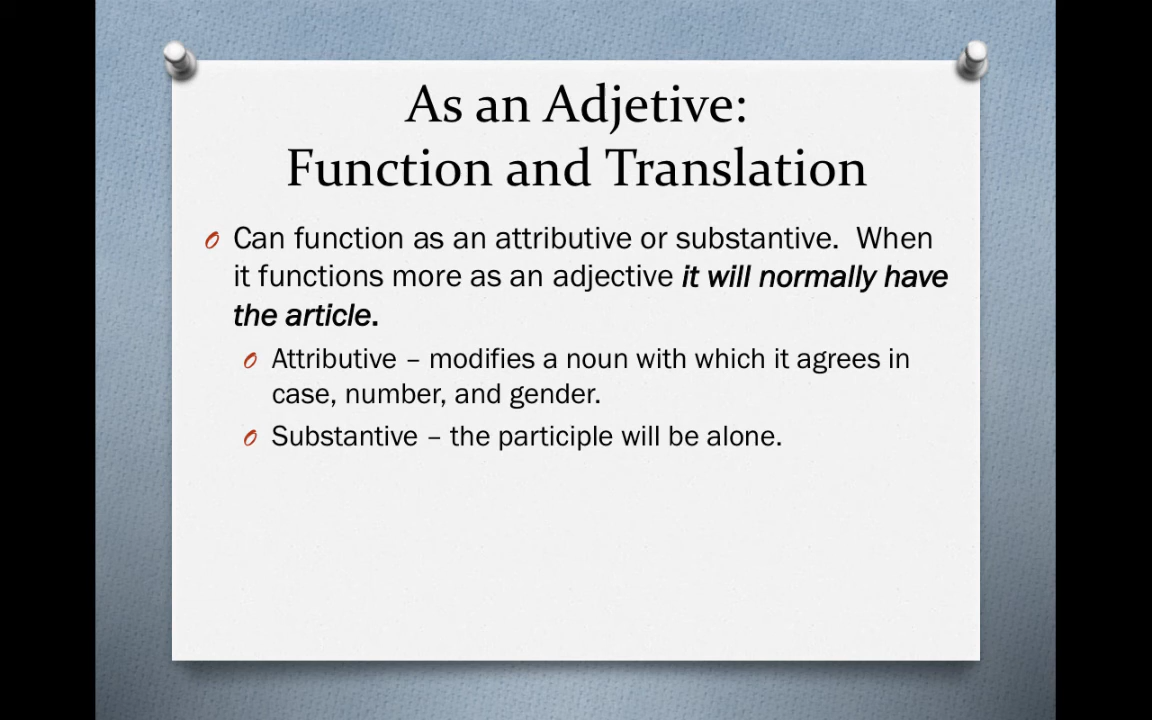 As an Adjetive:
Function and Translation
Can function as an attributive or substantive.  When
it functions more as an adjective it will normally have
the article.
Attributive – modifies a noun with which it agrees in
case, number, and gender.
Substantive – the participle will be alone.